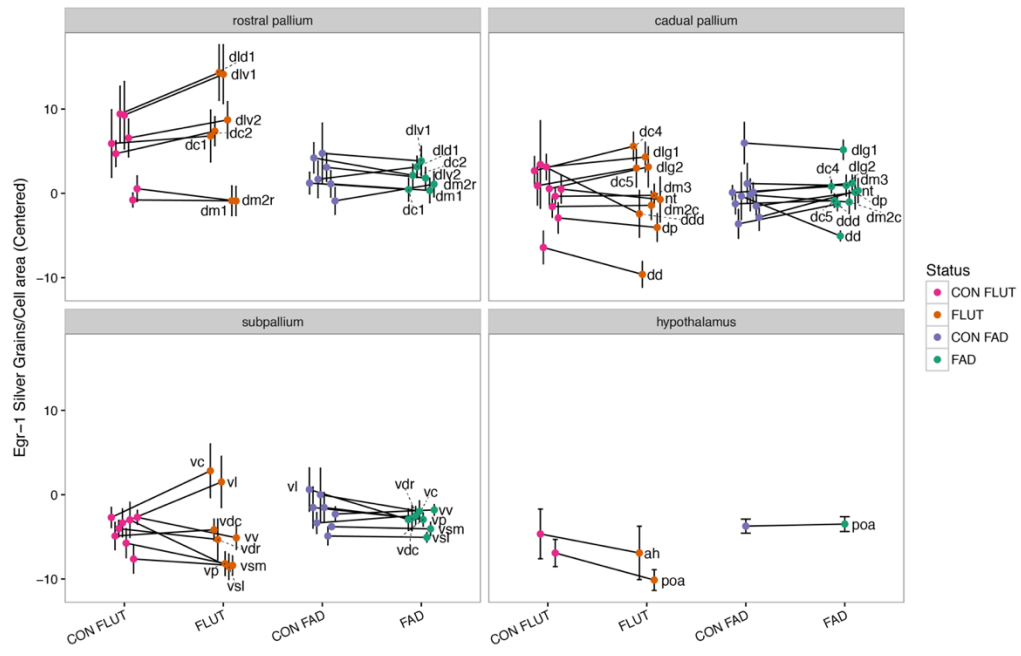 rostral pallium
cadual pallium
dld1
dlv1
dlv2
dc2
dc1
dm2r
dm1
dlv1
dld1
dc2
dlv2
dm2r
dm1
dc1
dc4
dlg1
dlg2
dc5
dm3
nt
dm2c
ddd
dp
dd
dlg1
dc4
dlg2
dm3
nt
dp
dc5
ddd
dm2c
dd
10
0
−10
Egr−1 Silver Grains/Cell area (Centered)
subpallium
hypothalamus
vc
vl
vdc
vv
vdr
vp
vsm
vsl
vl
vdr
vc
vv
vp
vsm
vsl
vdc
ah
poa
poa
10
0
−10
CON FLUT
FLUT
CON FAD
FAD
CON FLUT
FLUT
CON FAD
FAD
Status
CON FLUT
FLUT
CON FAD
FAD